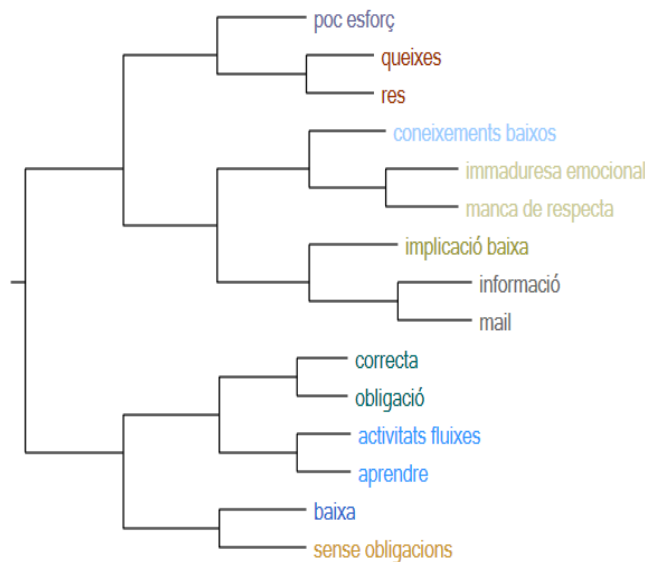 poc esforç
queixes
res
coneixements baixos
immaduresa emocional
manca de respecta
implicació baixa
informació
mail
correcta
obligació
activitats fluixes
aprendre
baixa
sense obligacions